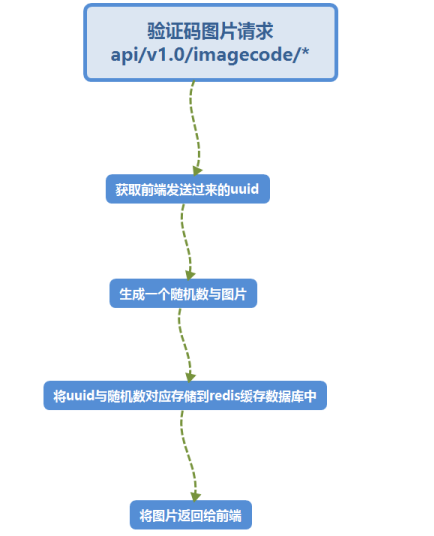 验证码图片请求
api/v1.0/imagecode/*
获取前端发送过来的uuid
生成一个随机数与图片
将uuid与随机数对应存储到redis缓存数据库中
将图片返回给前端